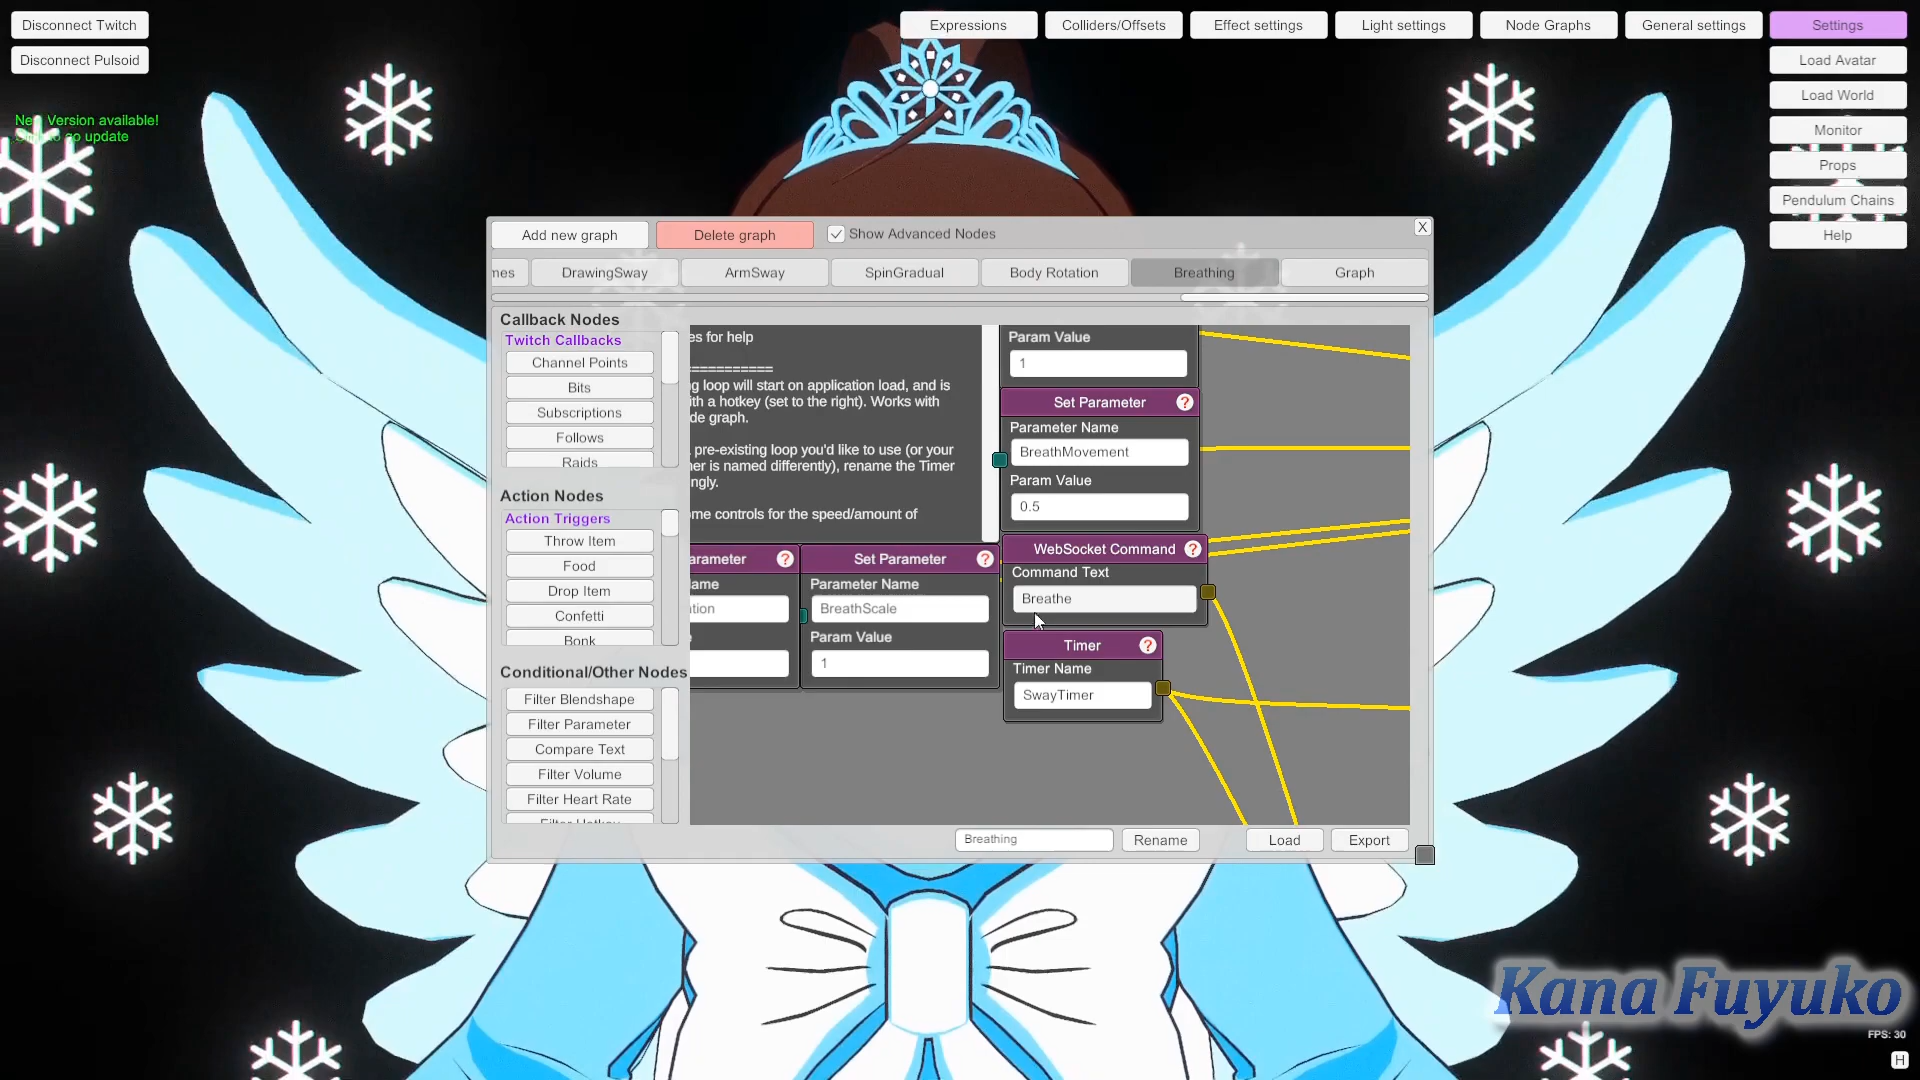 Disconnect Twitch
Disconnect Pulsoid
New Version available!
to go update
Expressions
Colliders/Offsets
Effect settings
Light settings
Node Graphs
General settings
Settings
Load Avatar
Load World
Monitor
Props
Pendulum Chains
Help
Add new graph
Delete graph
Show Advanced Nodes
X
mes
DrawingSway
ArmSway
SpinGradual
Body Rotation
Breathing
Graph
Callback Nodes
Twitch Callbacks
Channel Points
Bits
Subscriptions
Follows
Raids
Action Nodes
Action Triggers
Throw Item
Food
Drop Item
Confetti
Bonk
Conditional/Other Nodes
Filter Blendshape
Filter Parameter
Compare Text
Filter Volume
Filter Heart Rate
Filter Hotkey
es for help
===========
g loop will start on application load, and is
ith a hotkey (set to the right). Works with
de graph.
pre-existing loop you'd like to use (or your
er is named differently), rename the Timer
ngly.
me controls for the speed/amount of
Param Value
1
Set Parameter ?
Parameter Name
BreathMovement
Param Value
0.5
arameter ?
ame
ation
e
Set Parameter ?
Parameter Name
BreathScale
Param Value
1
WebSocket Command ?
Command Text
Breathe
Timer ?
Timer Name
SwayTimer
Breathing
Rename
Load
Export
Kana Fuyuko
FPS: 30
H